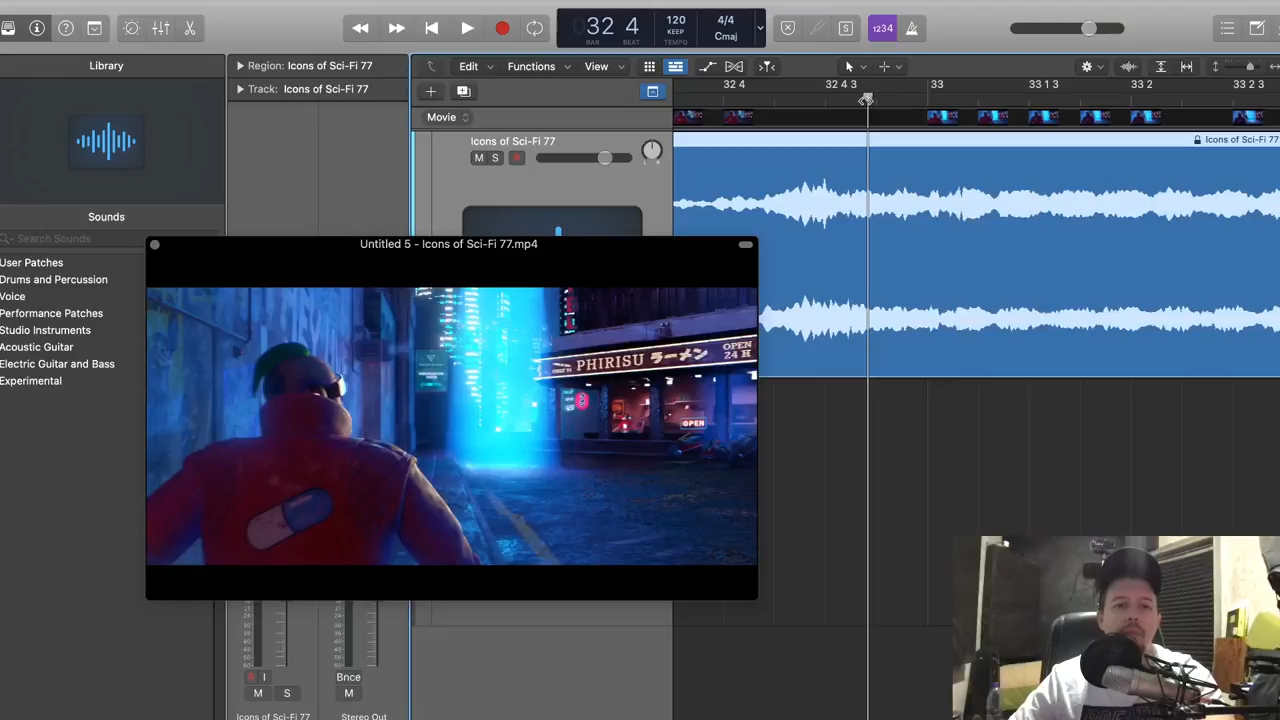 32 4
BAR
BEAT
120
KEEP
TEMPO
4/4
Cmaj
1234
Library
Region: Icons of Sci-Fi 77
Edit
Functions
View
Track: Icons of Sci-Fi 77
32 4
32 4 3
33
33 1 3
33 2
33 2 3
Movie
Icons of Sci-Fi 77
M S R
L R
Icons of Sci-Fi 77
Sounds
Search Sounds
User Patches
Drums and Percussion
Voice
Performance Patches
Studio Instruments
Acoustic Guitar
Electric Guitar and Bass
Experimental
Untitled 5 - Icons of Sci-Fi 77.mp4
PHIRISU ラーメン
OPEN
24 H
OPEN
R I
Bnce
M S
M
Icons of Sci-Fi 77
Stereo Out